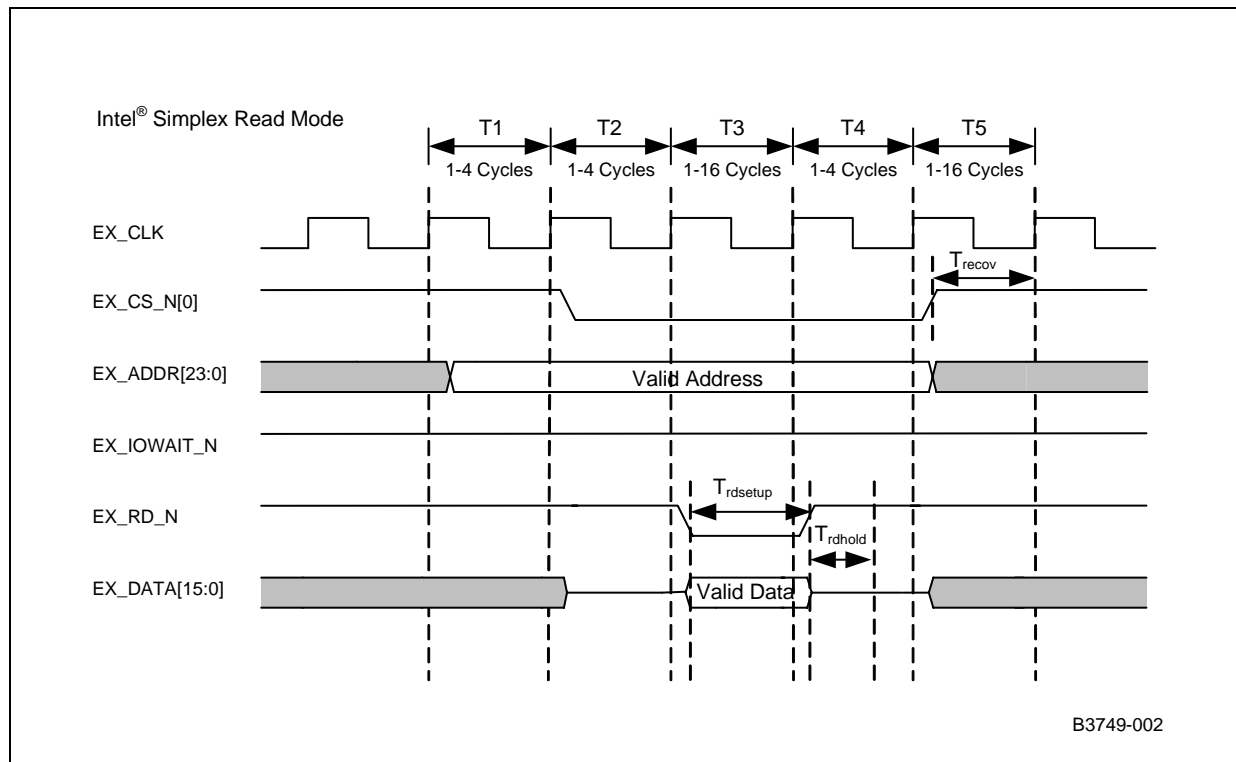 Intel® Simplex Read Mode
T1 T2 T3 T4 T5
1-4 Cycles 1-4 Cycles 1-16 Cycles 1-4 Cycles 1-16 Cycles
EX_CLK
Trecov
EX_CS_N[0]
EX_ADDR[23:0] Valid Address
EX_IOWAIT_N
Trdsetup
EX_RD_N
Trdhold
EX_DATA[15:0] Valid Data
B3749-002